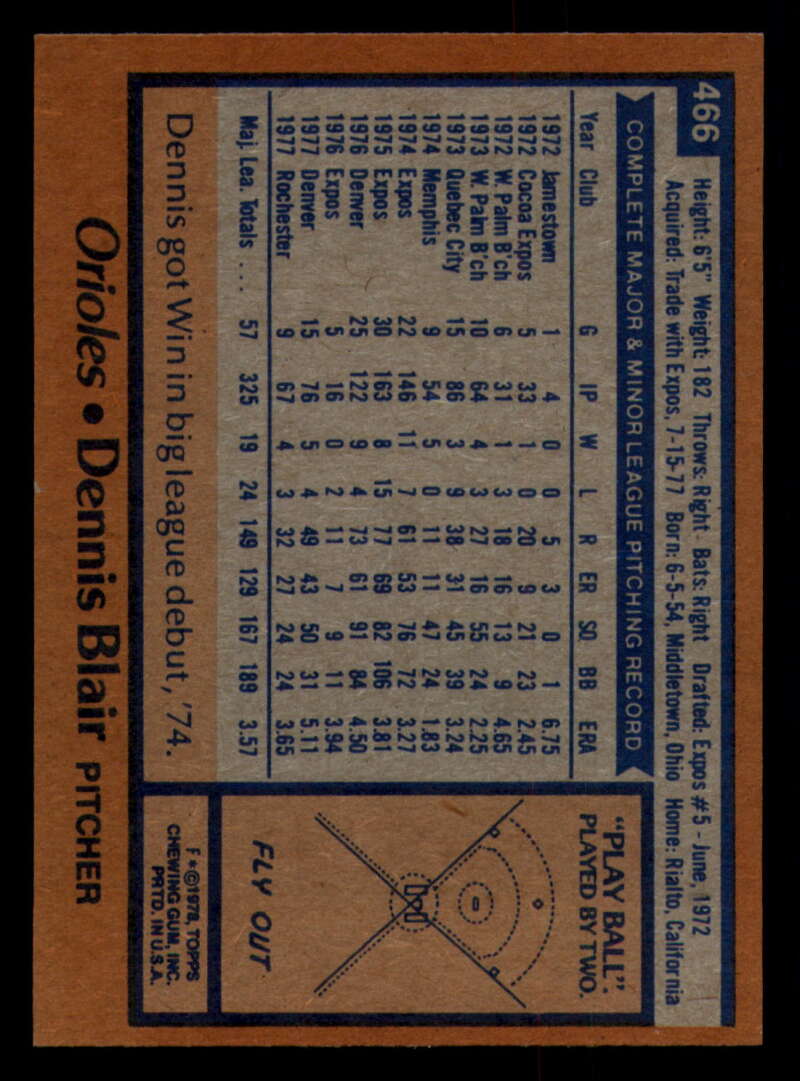 466
Height: 6'5" Weight: 182 Throws: Right Bats: Right Drafted: Expos #5 - June, 1972
Acquired: Trade with Expos, 7-15-77 Born: 6-5-54, Middletown, Ohio Home: Rialto, California
COMPLETE MAJOR & MINOR LEAGUE PITCHING RECORD
Year Club G IP W L R ER SO BB ERA
1972 Jamestown 1 4 0 0 5 3 0 1 6.75
1972 Cocoa Expos 5 33 1 0 20 9 21 23 2.45
1972 W. Palm B'ch 6 31 1 3 18 16 13 9 4.65
1973 W. Palm B'ch 10 64 4 3 27 16 55 24 2.25
1973 Quebec City 15 86 3 9 38 31 45 39 3.24
1974 Memphis 9 54 5 0 11 11 47 24 1.83
1974 Expos 22 146 11 7 61 53 76 72 3.27
1975 Expos 30 163 8 15 77 69 82 106 3.81
1976 Denver 25 122 9 4 73 61 91 84 4.50
1976 Expos 5 16 0 2 11 7 9 11 3.94
1977 Denver 15 76 5 4 49 43 50 31 5.11
1977 Rochester 9 67 4 3 32 27 24 24 3.65
Maj. Lea. Totals ... 57 325 19 24 149 129 167 189 3.57
Dennis got Win in big league debut, '74.
Orioles • Dennis Blair PITCHER
"PLAY BALL".
PLAYED BY TWO.
FLY OUT
F*©1978, TOPPS
CHEWING GUM, INC.
PRTD. IN U.S.A.